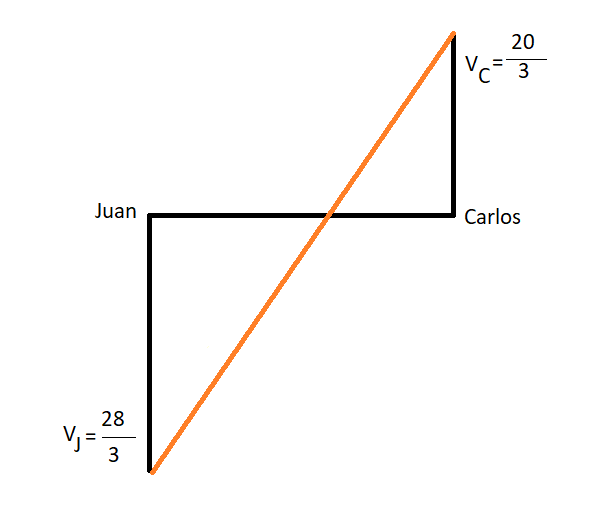 V_C = 20/3
Juan
Carlos
V_J = 28/3